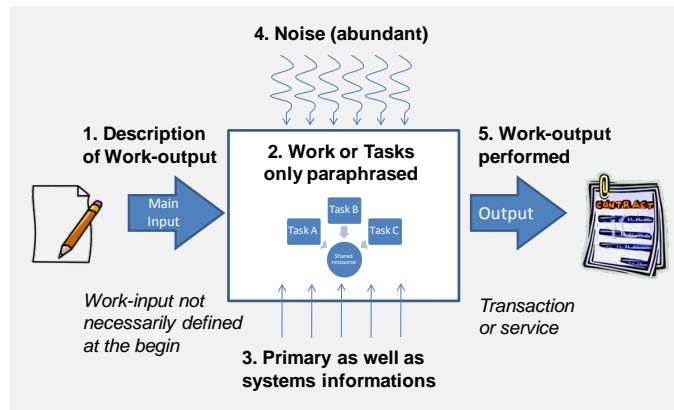 4. Noise (abundant)
1. Description
of Work-output
Main
Input
2. Work or Tasks
only paraphrased
Task B
Task A
Task C
Shared
ressource
5. Work-output
performed
Output
CONTRACT
Work-input not
necessarily defined
at the begin
Transaction
or service
3. Primary as well as
systems informations